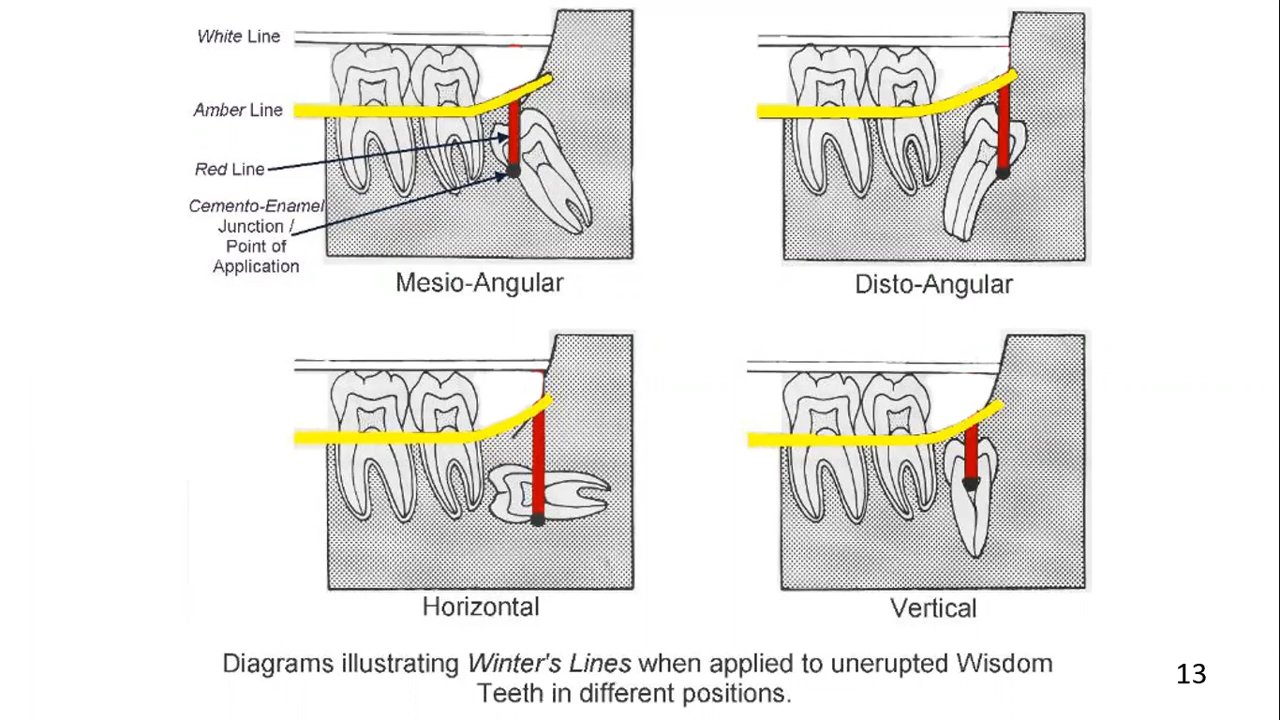 White Line
Amber Line
Red Line
Cemento-Enamel
Junction /
Point of
Application
Mesio-Angular
Disto-Angular
Horizontal
Vertical
Diagrams illustrating Winter's Lines when applied to unerupted Wisdom
Teeth in different positions.
13